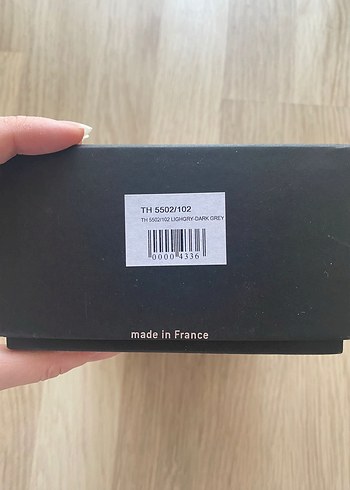 TH 5502/102
TH 5502/102 LIGHGRY-DARK GREY
0000 4336
made in France